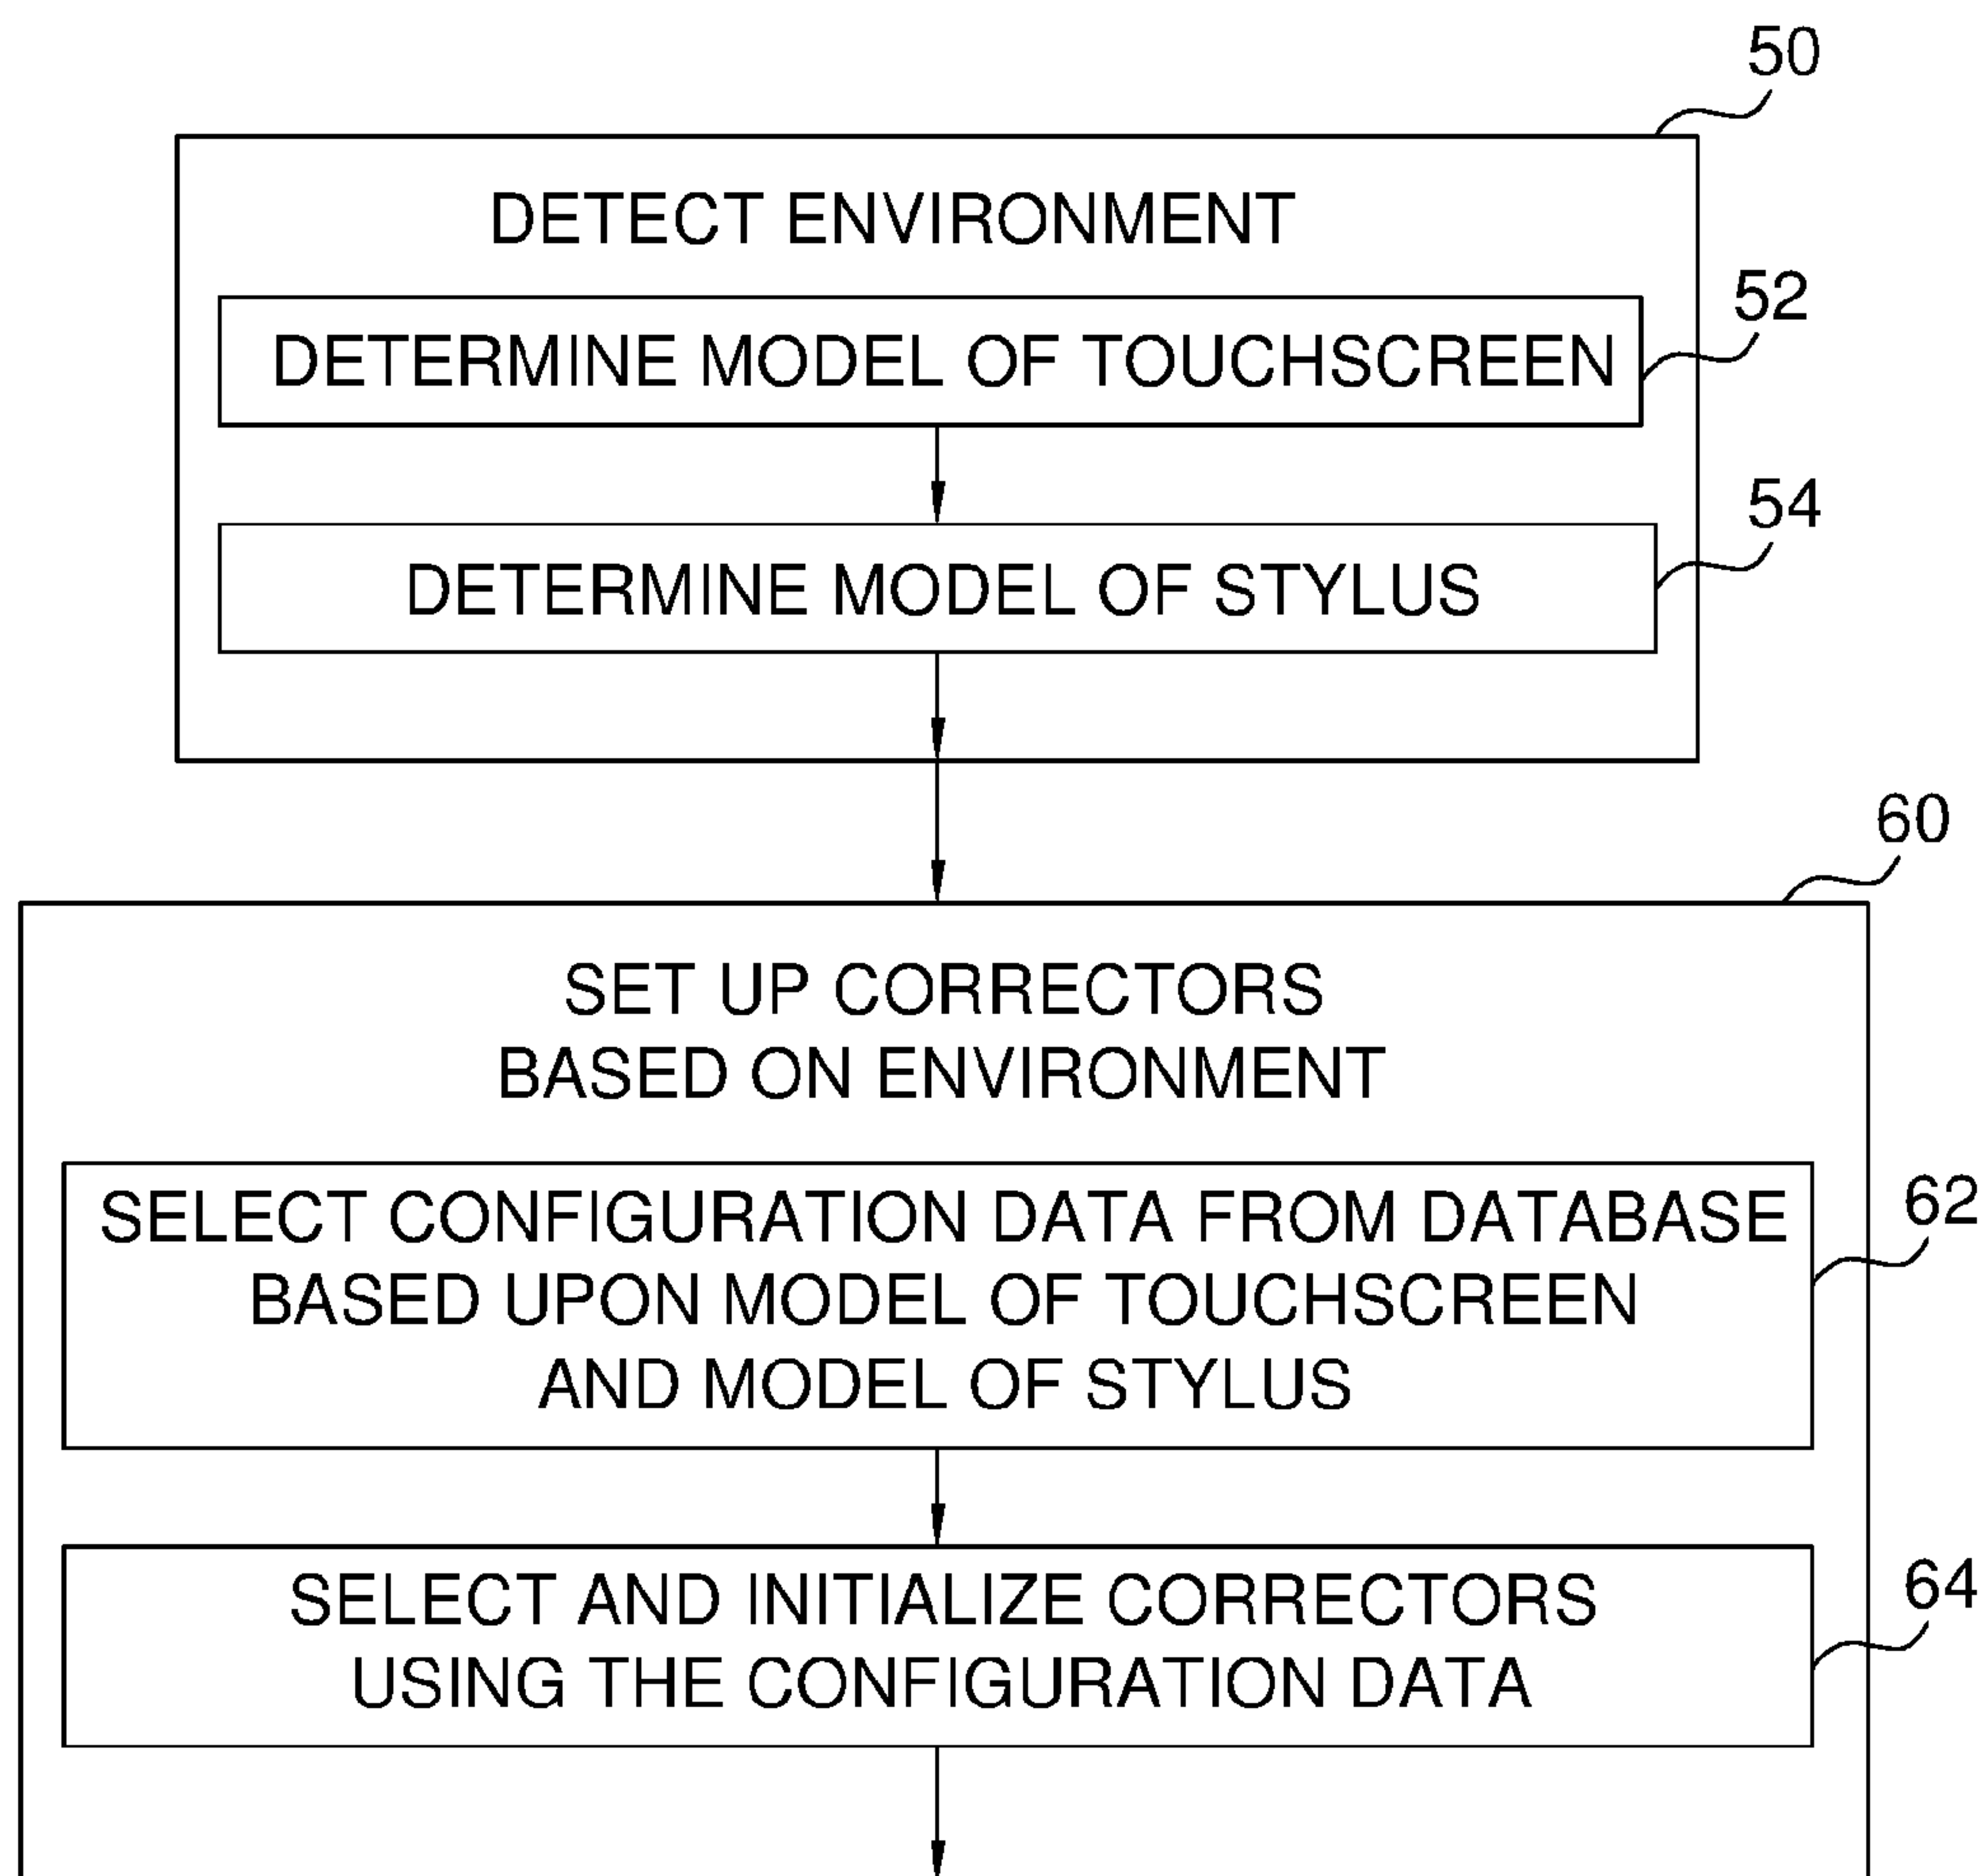 50
DETECT ENVIRONMENT
52
DETERMINE MODEL OF TOUCHSCREEN
54
DETERMINE MODEL OF STYLUS
60
SET UP CORRECTORS
BASED ON ENVIRONMENT
62
SELECT CONFIGURATION DATA FROM DATABASE
BASED UPON MODEL OF TOUCHSCREEN
AND MODEL OF STYLUS
64
SELECT AND INITIALIZE CORRECTORS
USING THE CONFIGURATION DATA